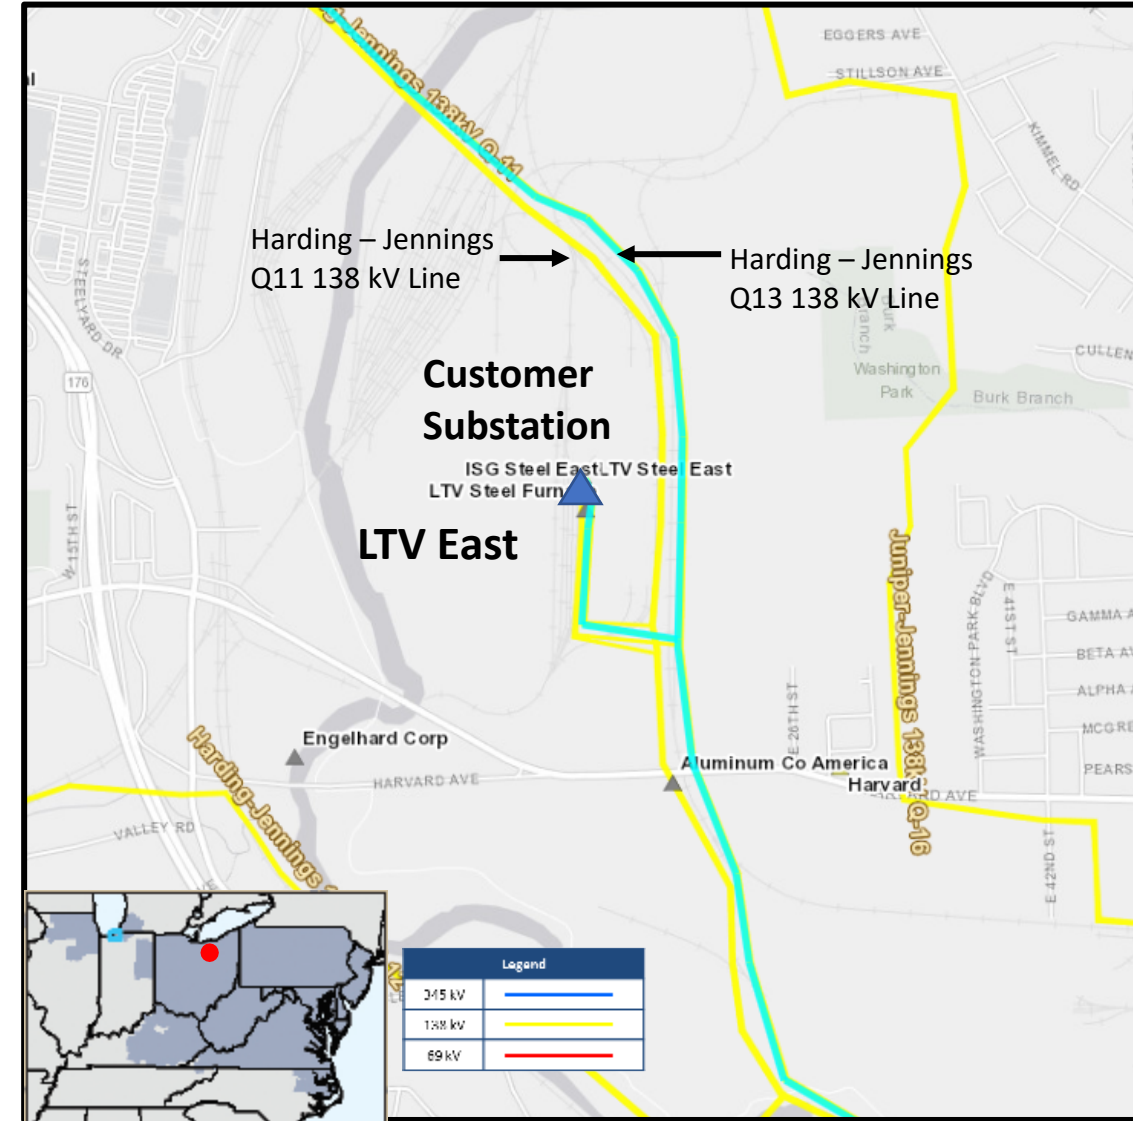 EGGERS AVE
STILLSON AVE
KIMMEL RD
Jennings 138kV Q-11
Harding – Jennings
Q11 138 kV Line
Harding – Jennings
Q13 138 kV Line
STEELYARD DR
Burk
Branch
Washington
Park
CULLEN
Burk Branch
176
Customer
Substation
ISG Steel East
LTV Steel East
LTV Steel Furn
LTV East
W 15TH ST
Juniper-Jennings 138kV Q-16
WASHINGTON PARK BLVD
E 41ST ST
GAMMA A
BETA AV
ALPHA A
MCGRE
PEARS
E 26TH ST
Engelhard Corp
Harding-Jennings
HARVARD AVE
Aluminum Co America
Harvard
AVE
VALLEY RD
E 42ND ST
Legend
345 kV
138 kV
69 kV